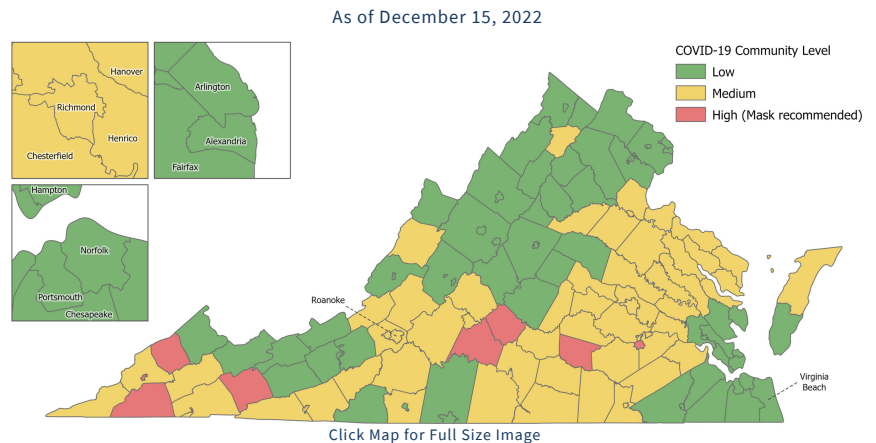 As of December 15, 2022
COVID-19 Community Level
Low
Medium
High (Mask recommended)
Hanover
Richmond
Henrico
Chesterfield
Arlington
Alexandria
Fairfax
Hampton
Norfolk
Portsmouth
Chesapeake
Roanoke
Virginia
Beach
Click Map for Full Size Image